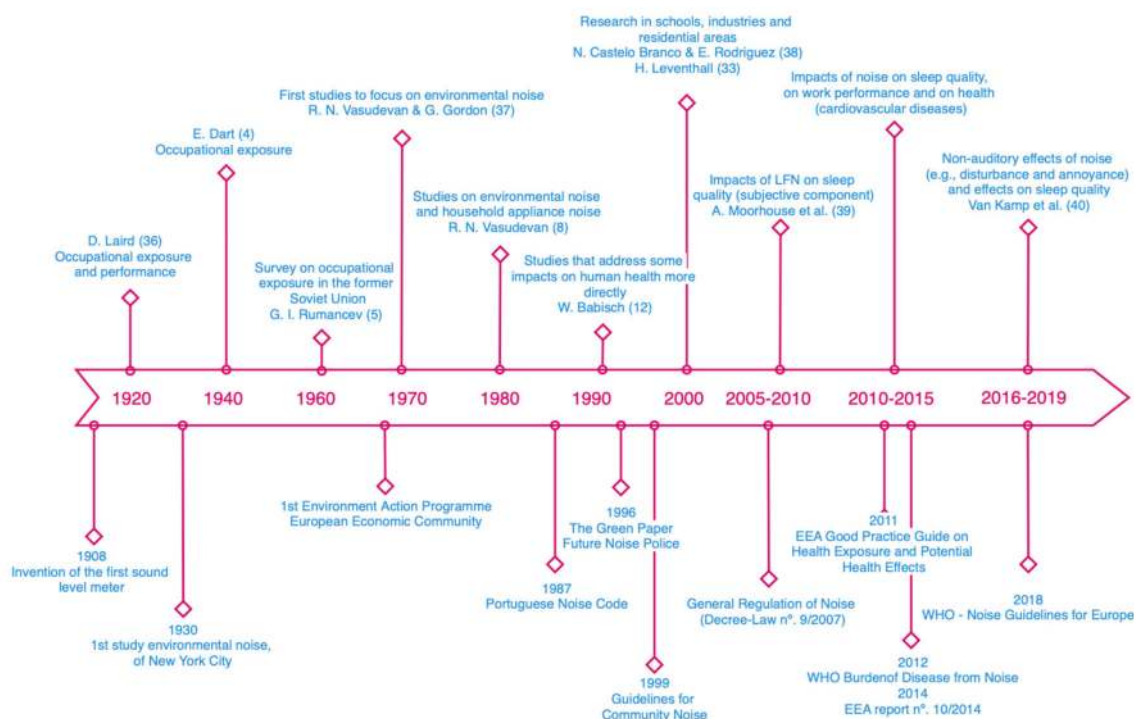 Research in schools, industries and
residential areas
N. Castelo Branco & E. Rodriguez (38)
H. Leventhall (33)
Impacts of noise on sleep quality,
on work performance and on health
(cardiovascular diseases)
First studies to focus on environmental noise
R. N. Vasudevan & G. Gordon (37)
E. Dart (4)
Occupational exposure
Non-auditory effects of noise
(e.g., disturbance and annoyance)
and effects on sleep quality
Van Kamp et al. (40)
Impacts of LFN on sleep
quality (subjective component)
A. Moorhouse et al. (39)
Studies on environmental noise
and household appliance noise
R. N. Vasudevan (8)
D. Laird (36)
Occupational exposure
and performance
Survey on occupational
exposure in the former
Soviet Union
G. I. Rumancev (5)
Studies that address some
impacts on human health more
directly
W. Babisch (12)
1920
1940
1960
1970
1980
1990
2000
2005-2010
2010-2015
2016-2019
1908
Invention of the first sound
level meter
1930
1st study environmental noise,
of New York City
1st Environment Action Programme
European Economic Community
1987
Portuguese Noise Code
1996
The Green Paper
Future Noise Police
1999
Guidelines for
Community Noise
General Regulation of Noise
(Decree-Law nº. 9/2007)
2011
EEA Good Practice Guide on
Health Exposure and Potential
Health Effects
2012
WHO Burdenof Disease from Noise
2014
EEA report nº. 10/2014
2018
WHO - Noise Guidelines for Europe